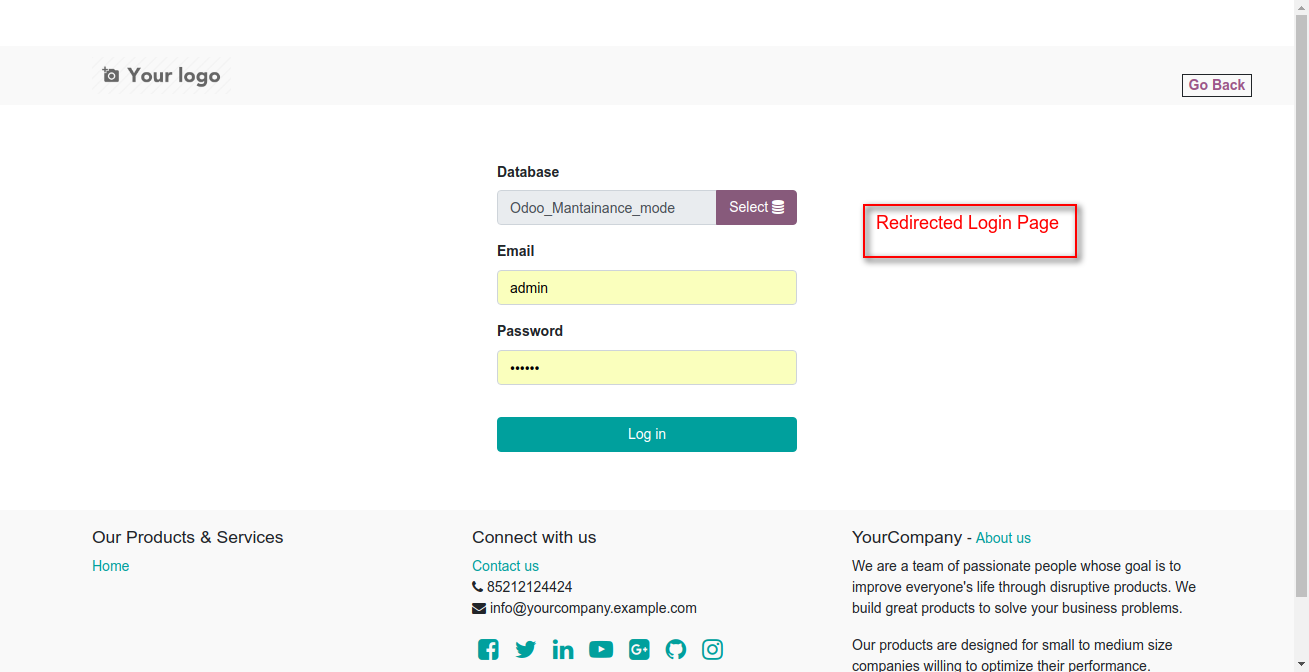 Your logo
Go Back
Database
Odoo_Mantainance_mode
Select
Redirected Login Page
Email
admin
Password
••••••
Log in
Our Products & Services
Home
Connect with us
Contact us
85212124424
info@yourcompany.example.com
YourCompany - About us
We are a team of passionate people whose goal is to
improve everyone's life through disruptive products. We
build great products to solve your business problems.
Our products are designed for small to medium size
companies willing to optimize their performance.